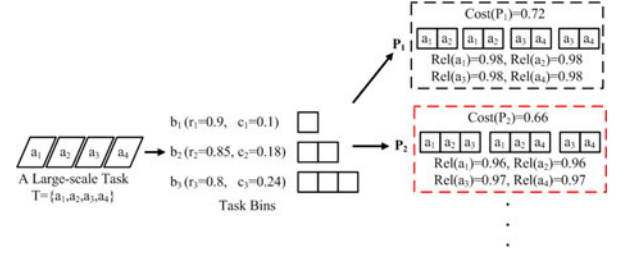 a1 a2 a3 a4
A Large-scale Task
T={a1,a2,a3,a4}
b1(r1=0.9, c1=0.1)
b2(r2=0.85, c2=0.18)
b3(r3=0.8, c3=0.24)
Task Bins
P1
Cost(P1)=0.72
a1 a2 a1 a2 a3 a4 a3 a4
Rel(a1)=0.98, Rel(a2)=0.98
Rel(a3)=0.98, Rel(a4)=0.98
P2
Cost(P2)=0.66
a1 a2 a3 a1 a2 a4 a3 a4
Rel(a1)=0.96, Rel(a2)=0.96
Rel(a3)=0.97, Rel(a4)=0.97